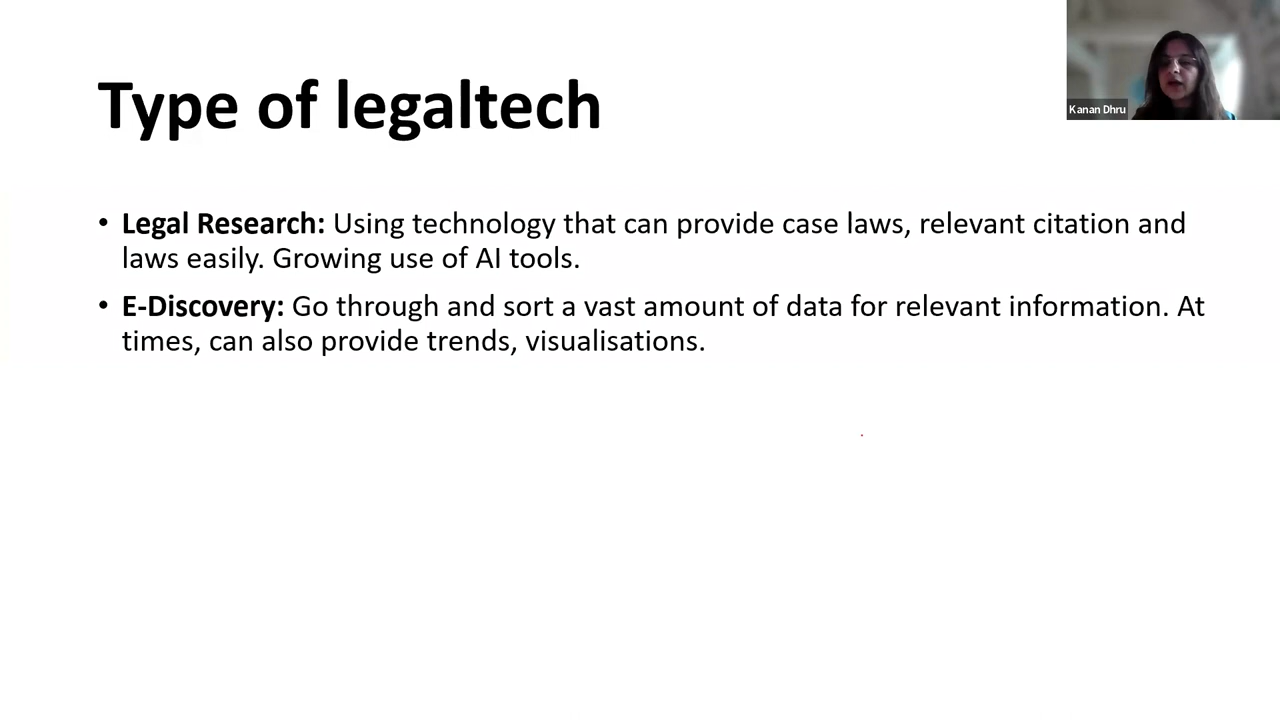 Type of legaltech
Kanan Dhru
• Legal Research: Using technology that can provide case laws, relevant citation and
laws easily. Growing use of AI tools.
• E-Discovery: Go through and sort a vast amount of data for relevant information. At
times, can also provide trends, visualisations.